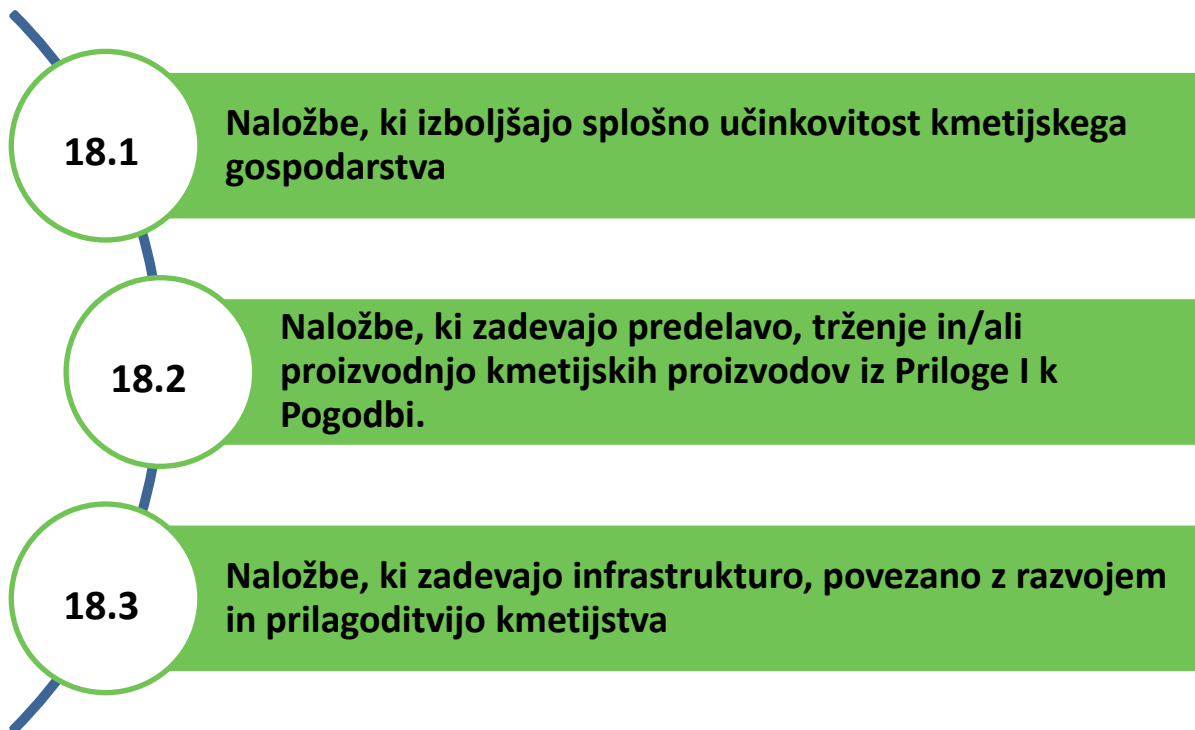 18.1
Naložbe, ki izboljšajo splošno učinkovitost kmetijskega
gospodarstva
18.2
Naložbe, ki zadevajo predelavo, trženje in/ali
proizvodnjo kmetijskih proizvodov iz Priloge I k
Pogodbi.
18.3
Naložbe, ki zadevajo infrastrukturo, povezano z razvojem
in prilagoditvijo kmetijstva